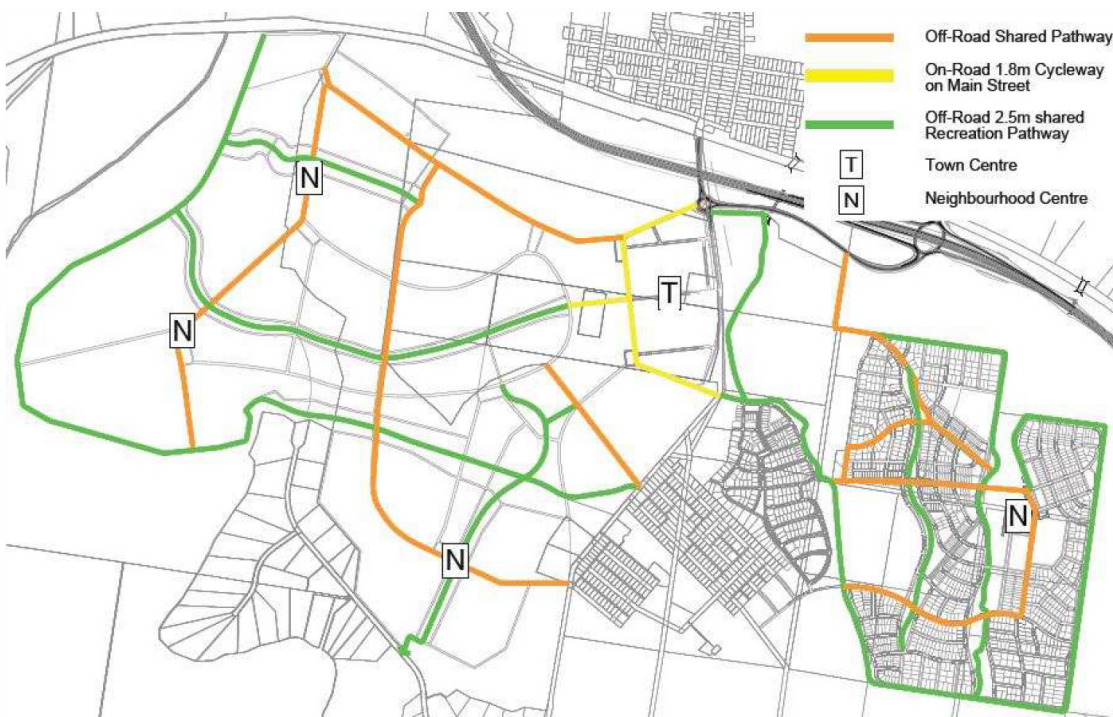 Off-Road Shared Pathway
On-Road 1.8m Cycleway
on Main Street
Off-Road 2.5m shared
Recreation Pathway
T
Town Centre
N
Neighbourhood Centre
N
T
N
N
N